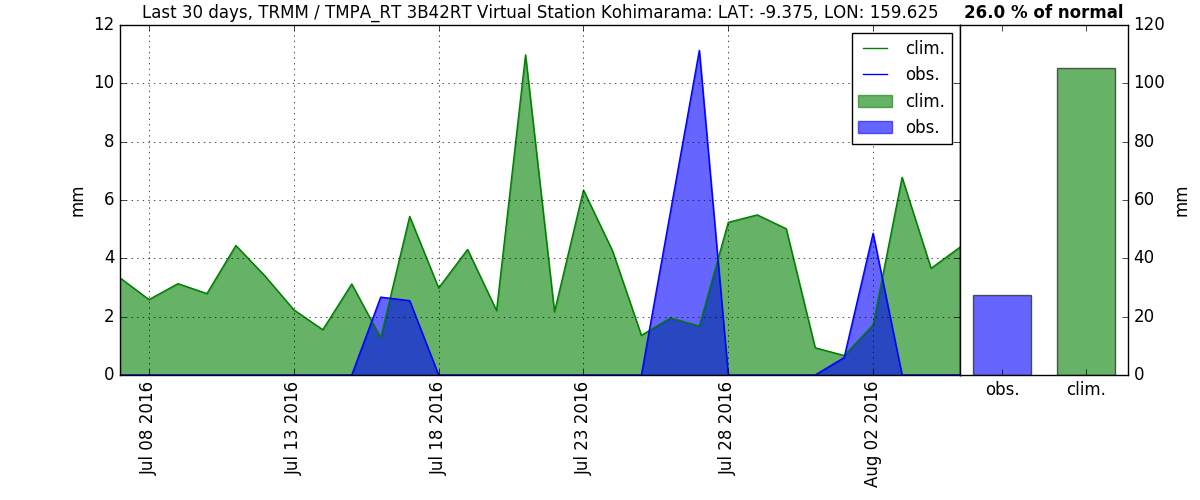 Last 30 days, TRMM / TMPA_RT 3B42RT Virtual Station Kohimarama: LAT: -9.375, LON: 159.625
26.0 % of normal
12
10
8
6
4
2
0
mm
clim.
obs.
clim.
obs.
120
100
80
60
40
20
0
mm
Jul 08 2016
Jul 13 2016
Jul 18 2016
Jul 23 2016
Jul 28 2016
Aug 02 2016
obs.
clim.